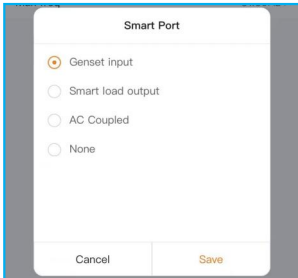 Smart Port
Genset input
Smart load output
AC Coupled
None
Cancel
Save